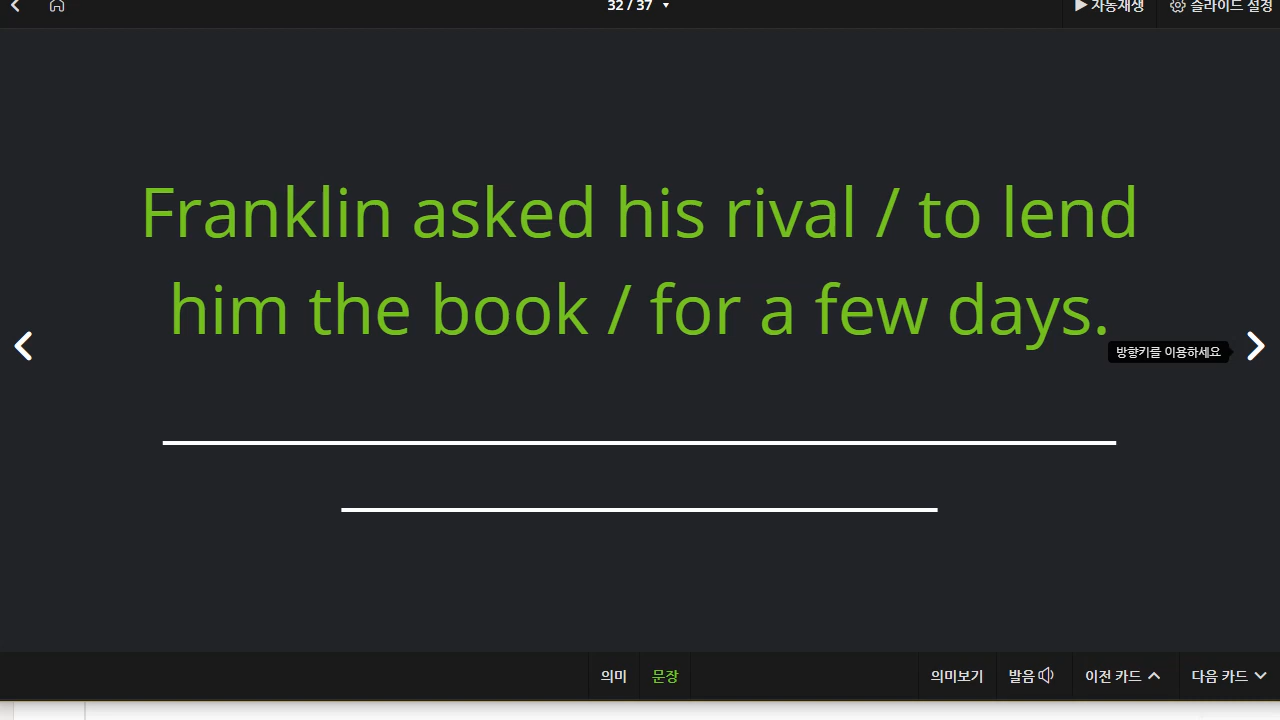 32 / 37 ▼
▶ 자동재생
슬라이드 설정
Franklin asked his rival / to lend
him the book / for a few days.
방향키를 이용하세요
의미
문장
의미보기
발음
이전 카드
다음 카드